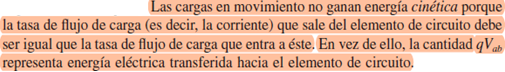 Las cargas en movimiento no ganan energía cinética porque
la tasa de flujo de carga (es decir, la corriente) que sale del elemento de circuito debe
ser igual que la tasa de flujo de carga que entra a éste. En vez de ello, la cantidad qVab
representa energía eléctrica transferida hacia el elemento de circuito.